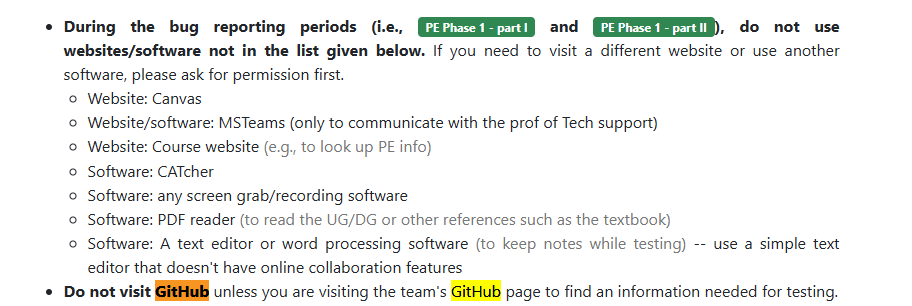 • During the bug reporting periods (i.e., PE Phase 1 - part I and PE Phase 1 - part II), do not use
websites/software not in the list given below. If you need to visit a different website or use another
software, please ask for permission first.
◦ Website: Canvas
◦ Website/software: MSTeams (only to communicate with the prof of Tech support)
◦ Website: Course website (e.g., to look up PE info)
◦ Software: CATcher
◦ Software: any screen grab/recording software
◦ Software: PDF reader (to read the UG/DG or other references such as the textbook)
◦ Software: A text editor or word processing software (to keep notes while testing) -- use a simple text
editor that doesn't have online collaboration features
• Do not visit GitHub unless you are visiting the team's GitHub page to find an information needed for testing.